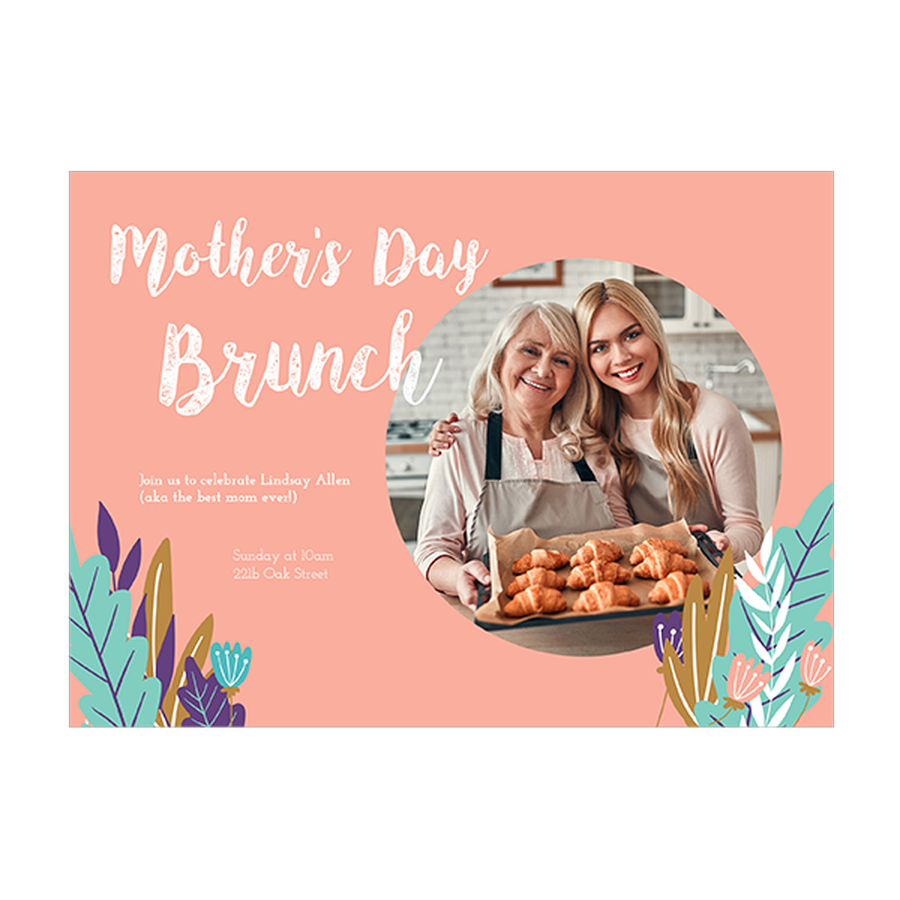 Mother's Day
Brunch
Join us to celebrate Lindsay Allen
(aka the best mom ever!)
Sunday at 10am
221b Oak Street